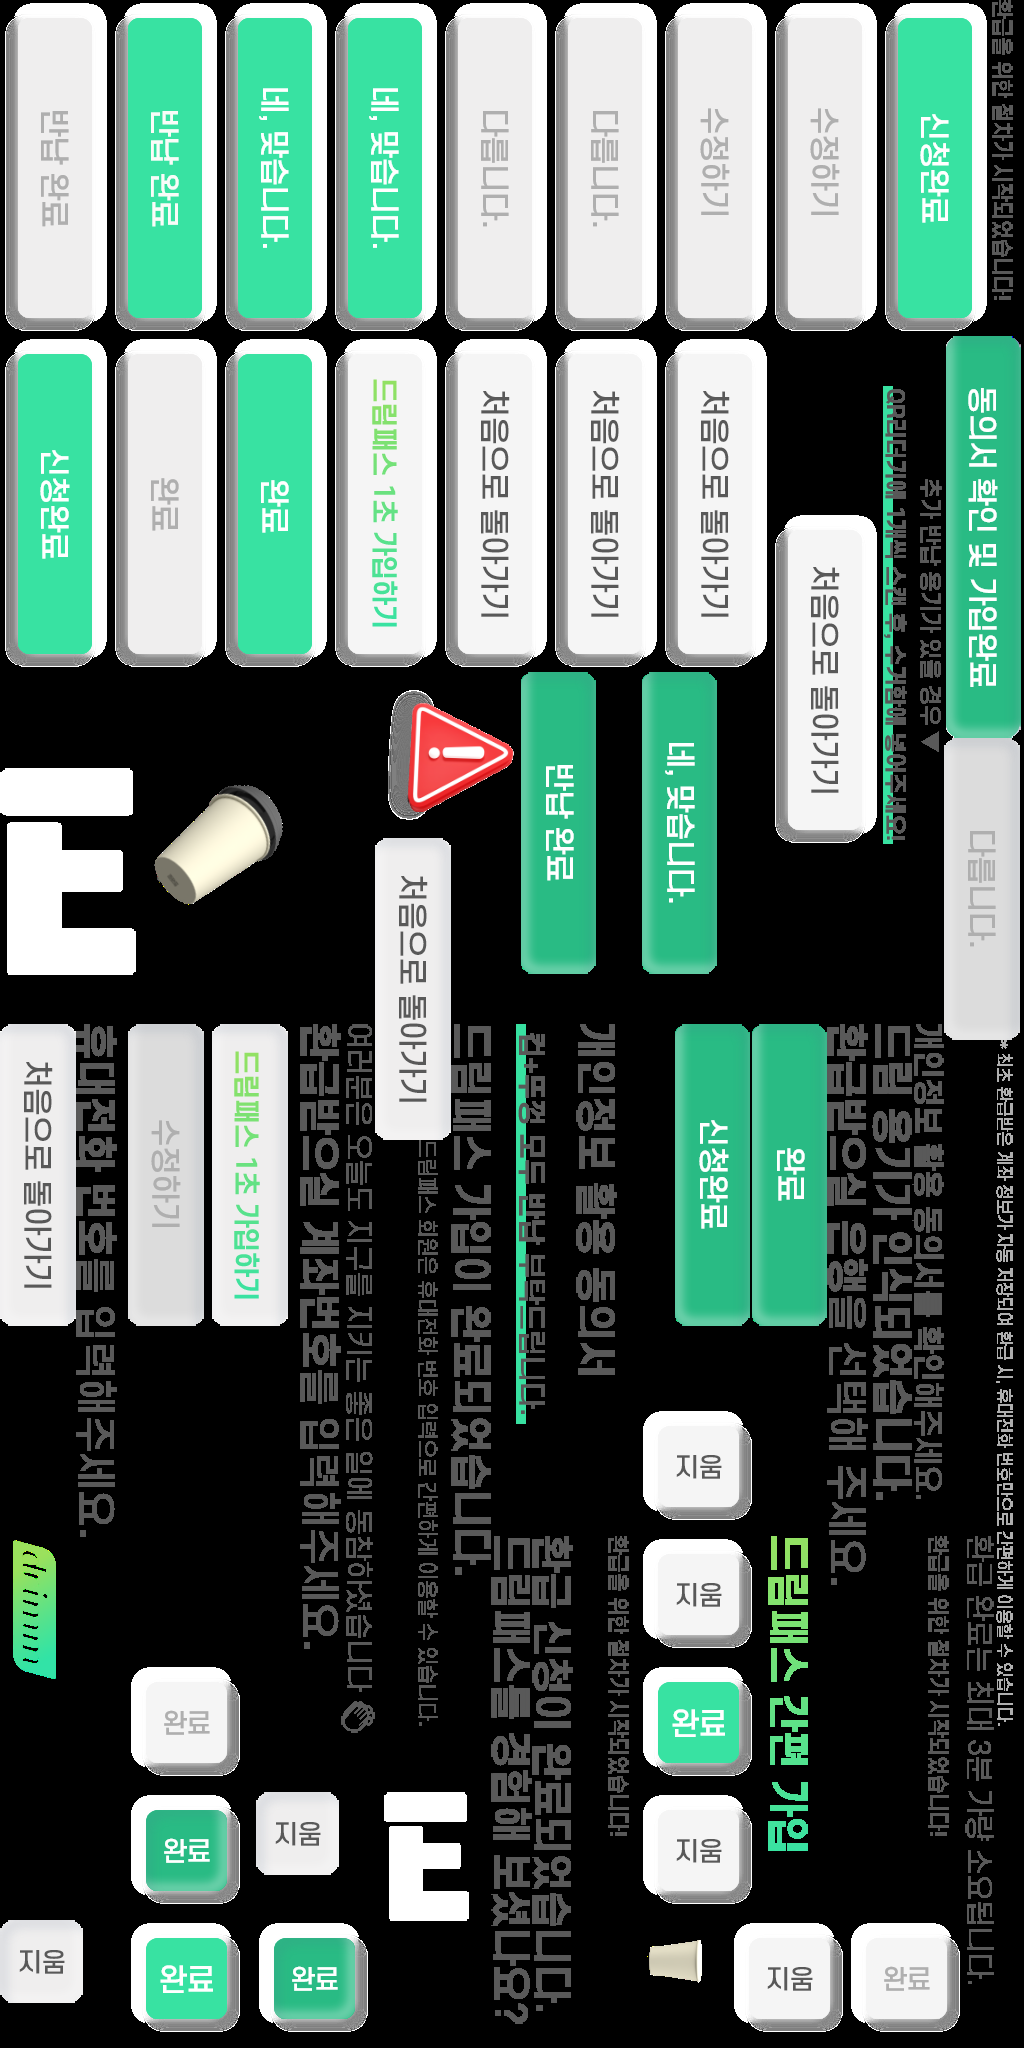 반납 완료
반납 완료
네, 맞습니다.
네, 맞습니다.
다릅니다.
다릅니다.
수정하기
수정하기
신청완료
환급을 위한 절차가 시작되었습니다!
신청완료
완료
완료
드림패스 1초 가입하기
처음으로 돌아가기
처음으로 돌아가기
처음으로 돌아가기
처음으로 돌아가기
QR리더기에 1개씩 스캔 후, 수거함에 넣어주세요!
추가 반납 용기가 있을 경우 ▼
동의서 확인 및 가입완료
반납 완료
네, 맞습니다.
다릅니다.
처음으로 돌아가기
처음으로 돌아가기
휴대전화 번호를 입력해주세요.
수정하기
드림패스 1초 가입하기
환급받으실 계좌번호를 입력해주세요.
여러분은 오늘도 지구를 지키는 좋은 일에 동참하셨습니다
드림패스 회원은 휴대전화 번호 입력으로 간편하게 이용할 수 있습니다.
드림패스 가입이 완료되었습니다.
컵+뚜껑 모두 반납 부탁드립니다.
개인정보 활용 동의서
신청완료
완료
환급받으실 은행을 선택해 주세요.
드릴 용기가 인식되었습니다.
개인정보 활용 동의서를 확인해주세요.
* 최초 환급받은 계좌 정보가 자동 저장되어 환급 시, 휴대전화 번호만으로 간편하게 이용할 수 있습니다.
지움
지움
완료
지움
드림패스 간편 가입
환급을 위한 절차가 시작되었습니다!
환급 완료는 최대 3분 가량 소요됩니다.
환급을 위한 절차가 시작되었습니다!
환급 신청이 완료되었습니다.
드림패스를 경험해 보셨나요?
완료
완료
지움
지움
완료
완료
지움
완료